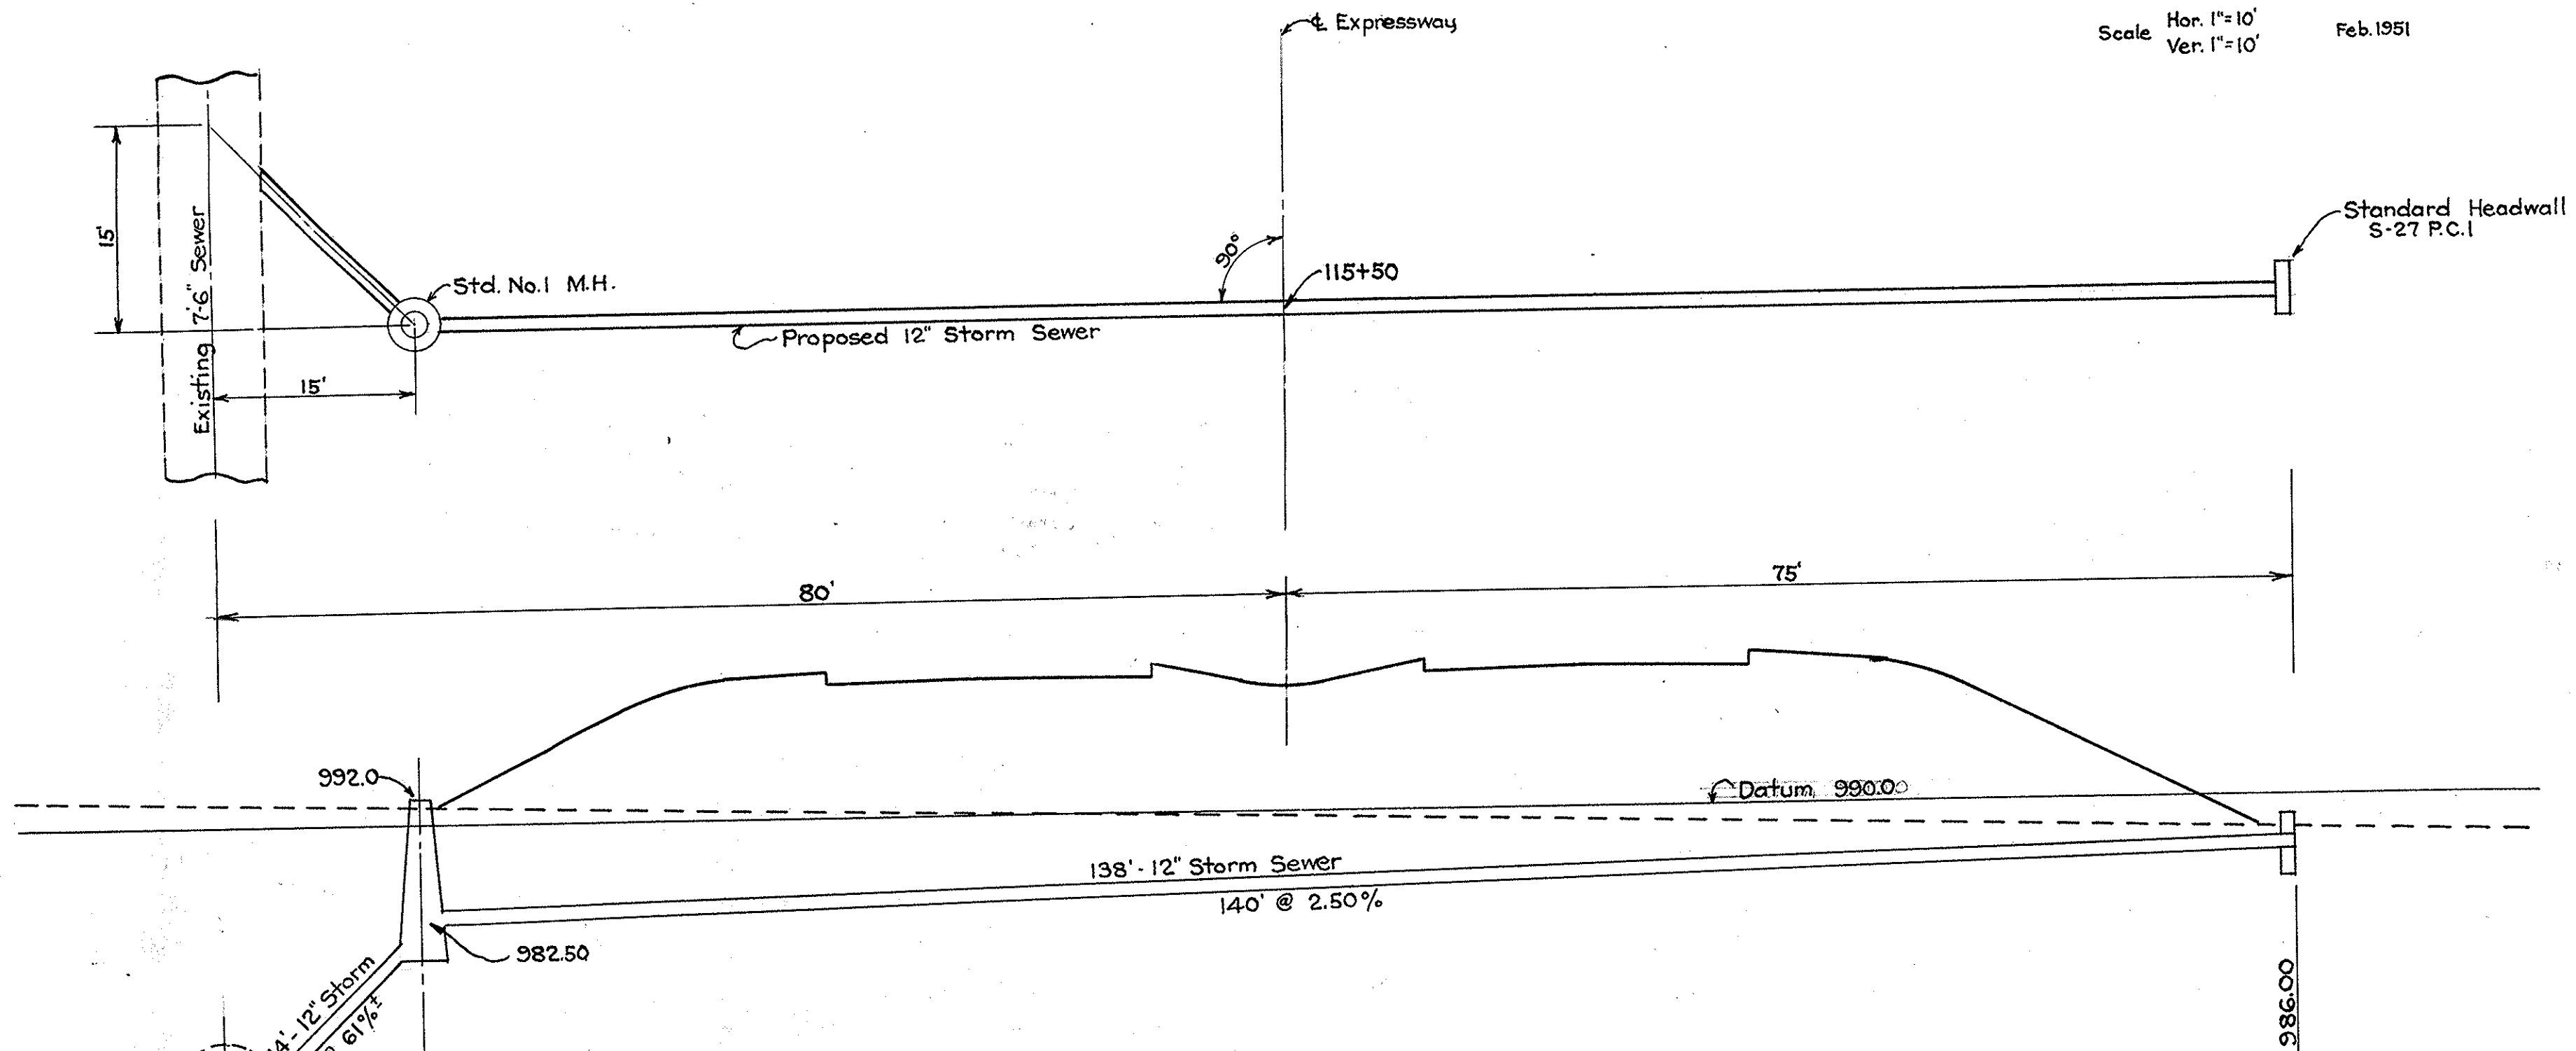 ℄ Expressway
Scale Hor. 1"=10'
Ver. 1"=10'
Feb.1951
15'
Existing 7'-6" Sewer
Std. No.1 M.H.
15'
90°
115+50
Proposed 12" Storm Sewer
Standard Headwall
S-27 P.C.1
80'
75'
992.0
Datum 990.00
138'-12" Storm Sewer
140' @ 2.50%
982.50
4'-12" Storm
61%±
986.00